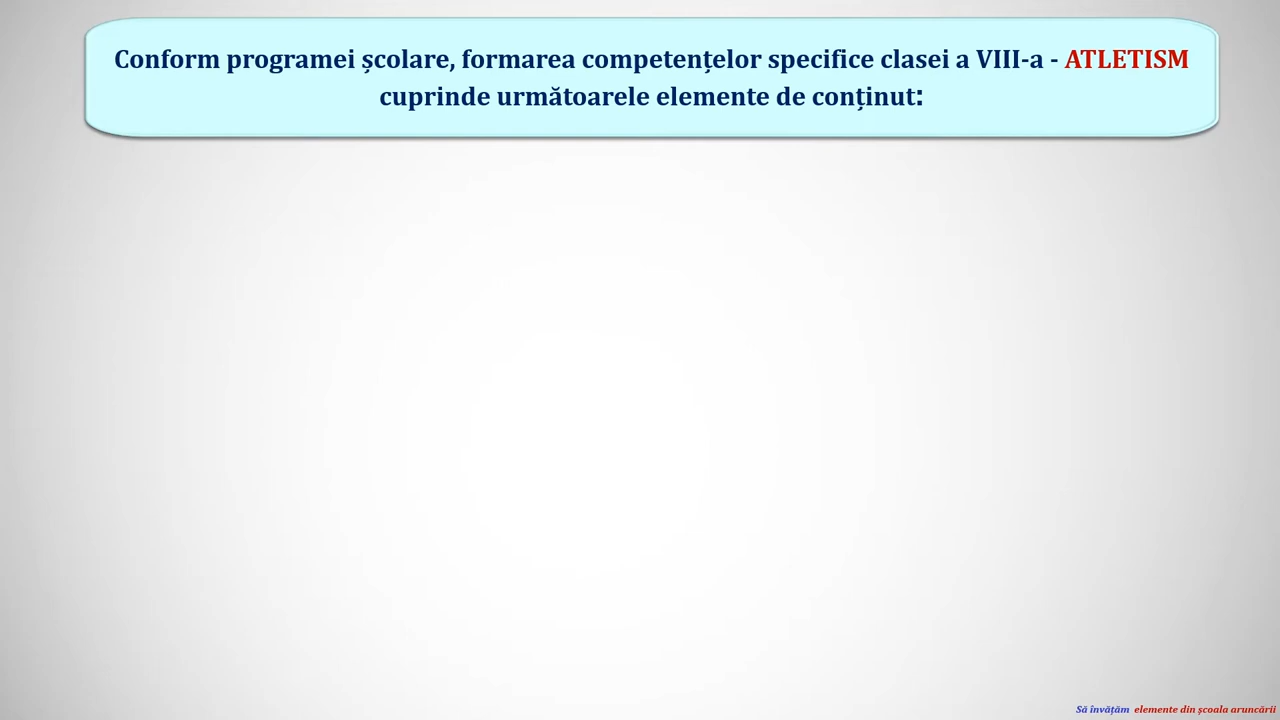 Conform programei școlare, formarea competențelor specifice clasei a VIII-a - ATLETISM
cuprinde următoarele elemente de conținut:
Să învățăm elemente din școala aruncării